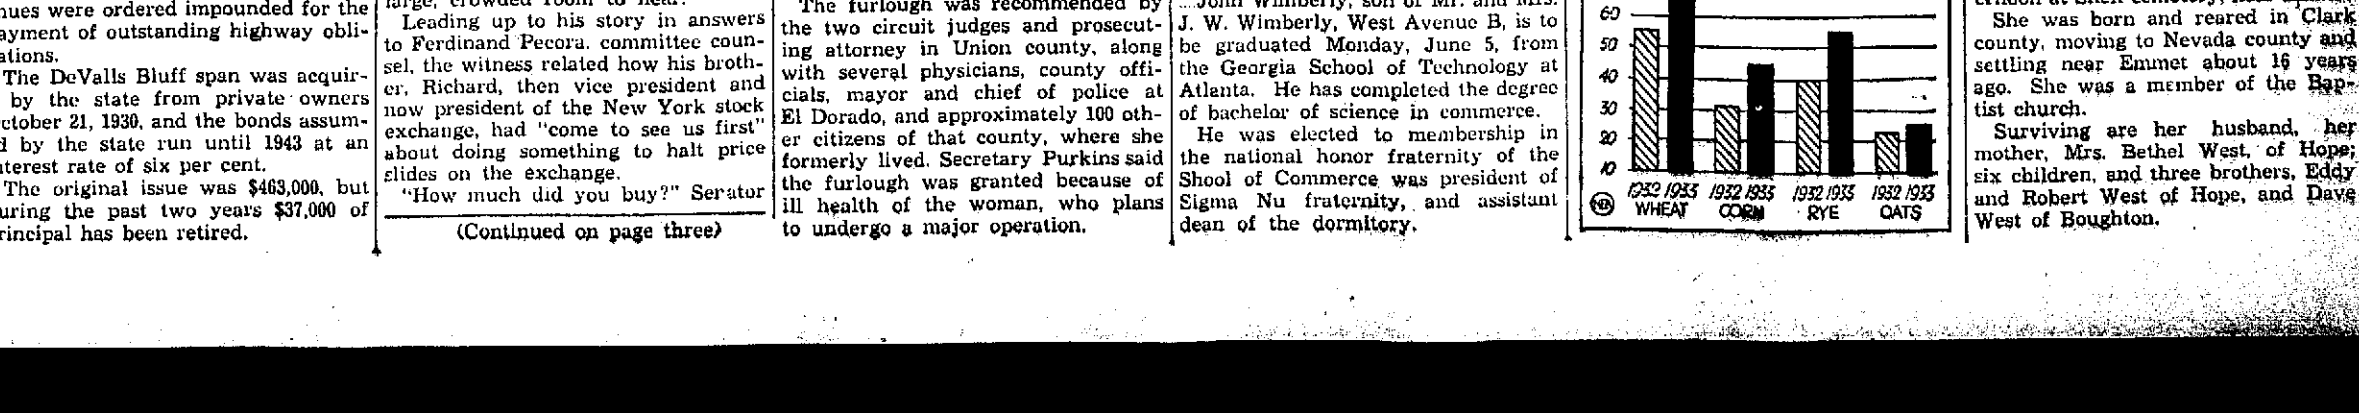 nues were ordered impounded for the
ayment of outstanding highway obli-
ations.
The DeValls Bluff span was acquir-
by the state from private owners
ctober 21, 1930, and the bonds assum-
d by the state run until 1943 at an
nterest rate of six per cent.
The original issue was $463,000, but
uring the past two years $37,000 of
rincipal has been retired.
large, crowded room to hear.
Leading up to his story in answers
to Ferdinand Pecora, committee coun-
sel, the witness related how his broth-
er, Richard, then vice president and
now president of the New York stock
exchange, had "come to see us first"
about doing something to halt price
slides on the exchange.
"How much did you buy?" Serator
(Continued on page three)
The furlough was recommended by
the two circuit judges and prosecut-
ing attorney in Union county, along
with several physicians, county offi-
cials, mayor and chief of police at
El Dorado, and approximately 100 oth-
er citizens of that county, where she
formerly lived. Secretary Purkins said
the furlough was granted because of
ill health of the woman, who plans
to undergo a major operation.
John Wimberly, son of Mr. and Mrs.
J. W. Wimberly, West Avenue B, is to
be graduated Monday, June 5, from
the Georgia School of Technology at
Atlanta. He has completed the degree
of bachelor of science in commerce.
He was elected to membership in
the national honor fraternity of the
Shool of Commerce was president of
Sigma Nu fraternity, and assistant
dean of the dormitory.
60
50
40
30
20
10
1932 1933 1932 1933 1932 1933 1932 1933
NEA WHEAT CORN RYE OATS
She was born and reared in Clark
county, moving to Nevada county and
settling near Emmet about 16 years
ago. She was a member of the Bap-
tist church.
Surviving are her husband, her
mother, Mrs. Bethel West, of Hope;
six children, and three brothers, Eddy
and Robert West of Hope, and Dave
West of Boughton.